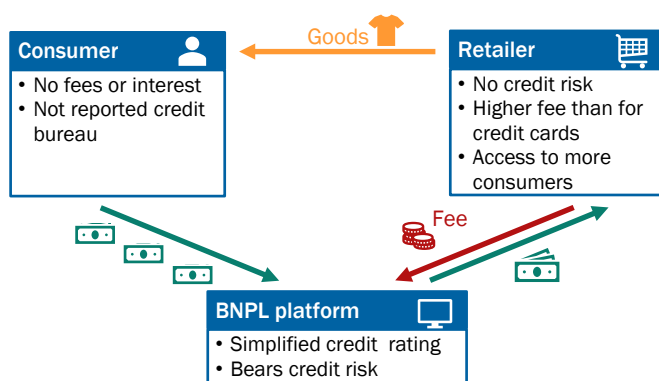 Goods
Consumer
• No fees or interest
• Not reported credit
bureau
Retailer
• No credit risk
• Higher fee than for
credit cards
• Access to more
consumers
Fee
BNPL platform
• Simplified credit rating
• Bears credit risk